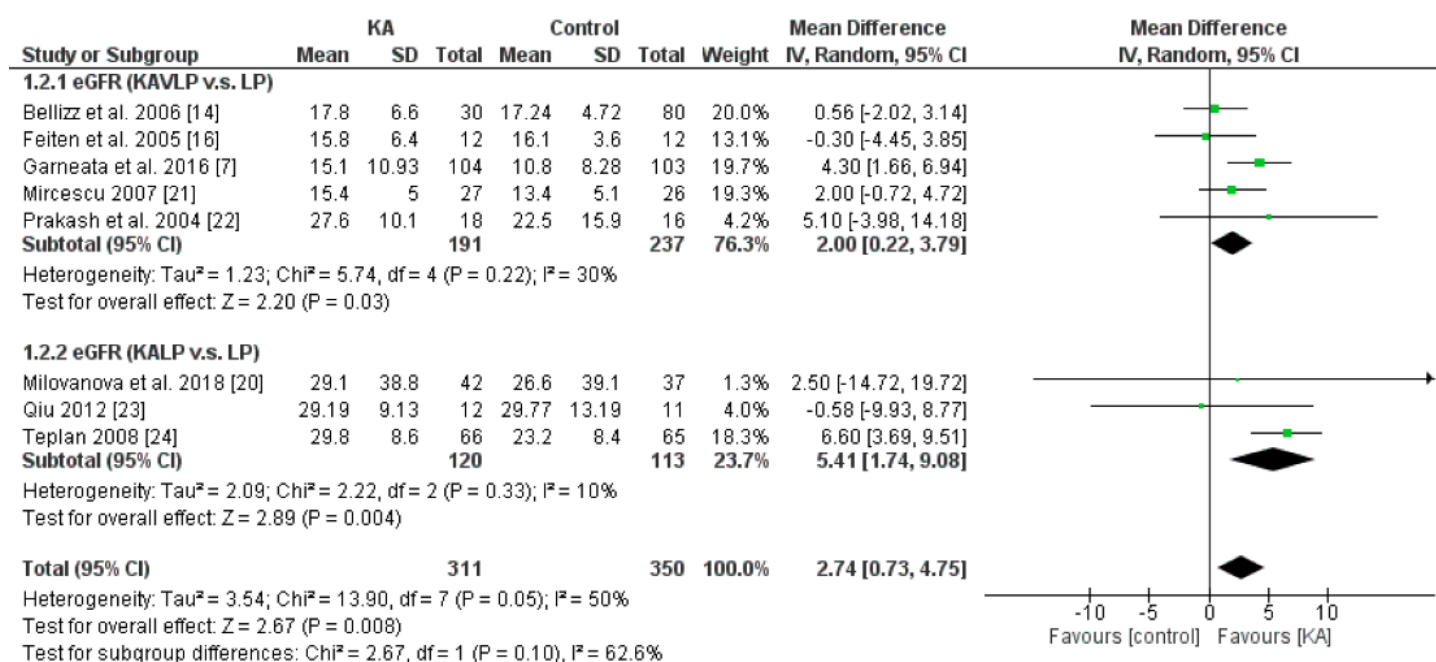 KA Control Mean Difference Mean Difference
Study or Subgroup Mean SD Total Mean SD Total Weight IV, Random, 95% CI IV, Random, 95% CI
1.2.1 eGFR (KAVLP v.s. LP)
Bellizz et al. 2006 [14] 17.8 6.6 30 17.24 4.72 80 20.0% 0.56 [-2.02, 3.14]
Feiten et al. 2005 [16] 15.8 6.4 12 16.1 3.6 12 13.1% -0.30 [-4.45, 3.85]
Garneata et al. 2016 [7] 15.1 10.93 104 10.8 8.28 103 19.7% 4.30 [1.66, 6.94]
Mircescu 2007 [21] 15.4 5 27 13.4 5.1 26 19.3% 2.00 [-0.72, 4.72]
Prakash et al. 2004 [22] 27.6 10.1 18 22.5 15.9 16 4.2% 5.10 [-3.98, 14.18]
Subtotal (95% CI) 191 237 76.3% 2.00 [0.22, 3.79]
Heterogeneity: Tau² = 1.23; Chi² = 5.74, df = 4 (P = 0.22); I² = 30%
Test for overall effect: Z = 2.20 (P = 0.03)
1.2.2 eGFR (KALP v.s. LP)
Milovanova et al. 2018 [20] 29.1 38.8 42 26.6 39.1 37 1.3% 2.50 [-14.72, 19.72]
Qiu 2012 [23] 29.19 9.13 12 29.77 13.19 11 4.0% -0.58 [-9.93, 8.77]
Teplan 2008 [24] 29.8 8.6 66 23.2 8.4 65 18.3% 6.60 [3.69, 9.51]
Subtotal (95% CI) 120 113 23.7% 5.41 [1.74, 9.08]
Heterogeneity: Tau² = 2.09; Chi² = 2.22, df = 2 (P = 0.33); I² = 10%
Test for overall effect: Z = 2.89 (P = 0.004)
Total (95% CI) 311 350 100.0% 2.74 [0.73, 4.75]
Heterogeneity: Tau² = 3.54; Chi² = 13.90, df = 7 (P = 0.05); I² = 50%
Test for overall effect: Z = 2.67 (P = 0.008)
Test for subgroup differences: Chi² = 2.67, df = 1 (P = 0.10), I² = 62.6%
-10 -5 0 5 10
Favours [control] Favours [KA]